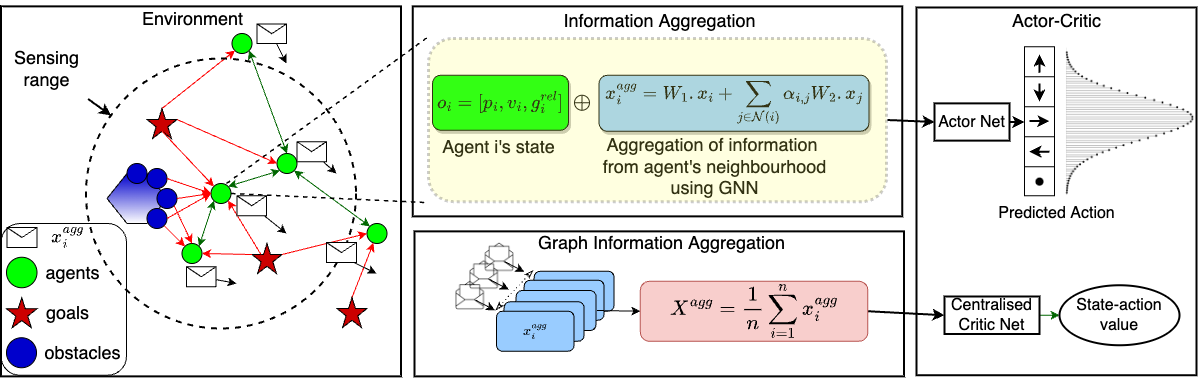 Environment
Sensing
range
x_i^{agg}
agents
goals
obstacles
Information Aggregation
o_i = [p_i, v_i, g_i^{rel}] ⊕ x_i^{agg} = W_1. x_i + \sum_{j∈\mathcal{N}(i)} α_{i,j} W_2. x_j
Agent i's state
Aggregation of information
from agent's neighbourhood
using GNN
Graph Information Aggregation
x_i^{agg}
X^{agg} = \frac{1}{n} \sum_{i=1}^{n} x_i^{agg}
Actor-Critic
Actor Net
Predicted Action
Centralised
Critic Net
State-action
value